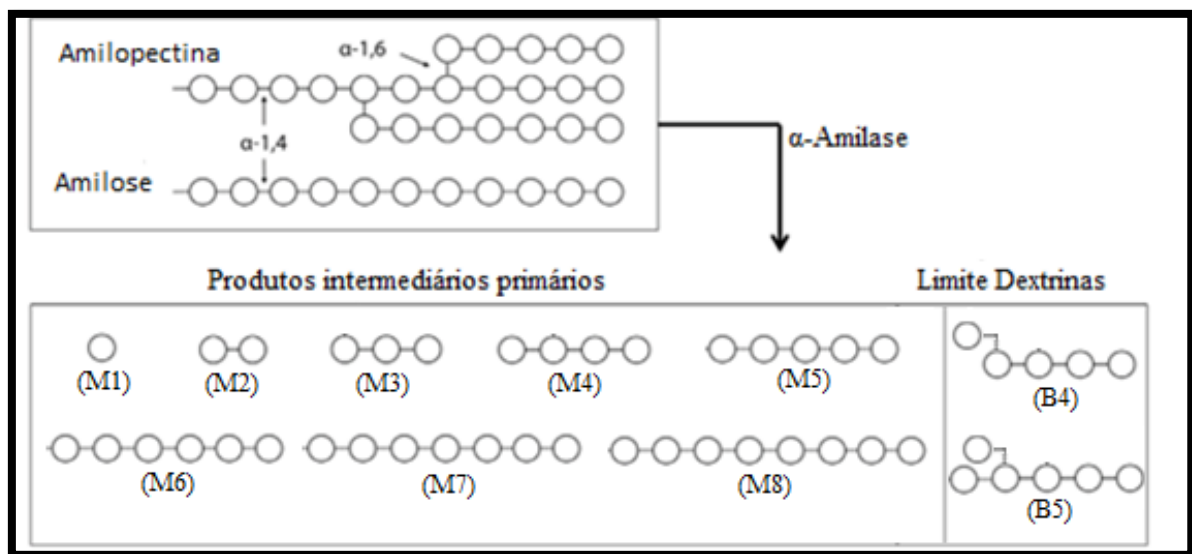 Amilopectina
α-1,6
α-1,4
Amilose
α-Amilase
Produtos intermediários primários
Limite Dextrinas
(M1) (M2) (M3) (M4) (M5)
(B4)
(M6) (M7) (M8)
(B5)